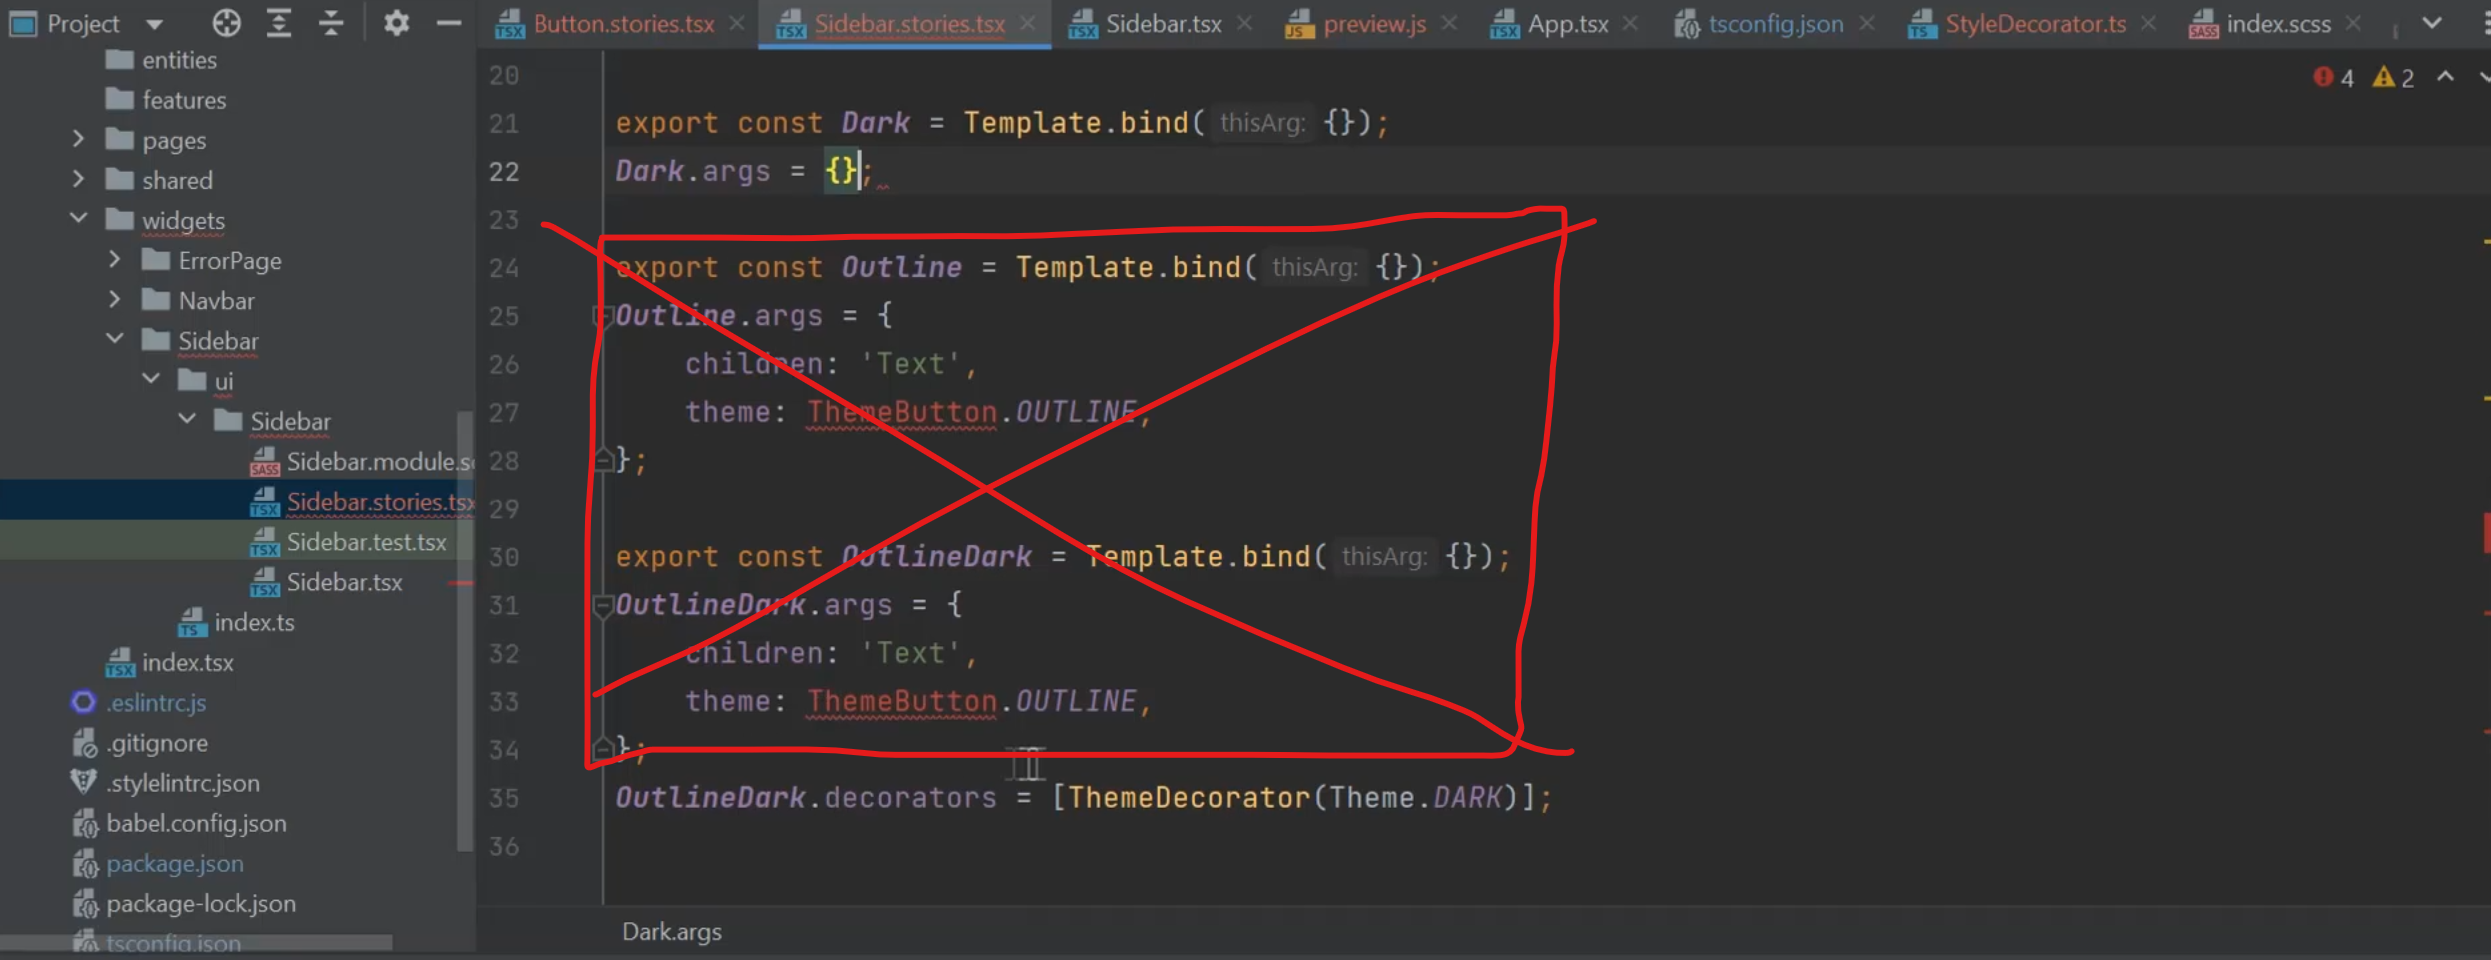 Project
Button.stories.tsx
Sidebar.stories.tsx
Sidebar.tsx
preview.js
App.tsx
tsconfig.json
StyleDecorator.ts
index.scss
entities
features
pages
shared
widgets
ErrorPage
Navbar
Sidebar
ui
Sidebar
Sidebar.module.sc
Sidebar.stories.tsx
Sidebar.test.tsx
Sidebar.tsx
index.ts
index.tsx
.eslintrc.js
.gitignore
.stylelintrc.json
babel.config.json
package.json
package-lock.json
tsconfig.json
4 2
20
21 export const Dark = Template.bind( thisArg: {});
22 Dark.args = {};
23
24 export const Outline = Template.bind( thisArg: {});
25 Outline.args = {
26 children: 'Text',
27 theme: ThemeButton.OUTLINE,
28 };
29
30 export const OutlineDark = Template.bind( thisArg: {});
31 OutlineDark.args = {
32 children: 'Text',
33 theme: ThemeButton.OUTLINE,
34 };
35 OutlineDark.decorators = [ThemeDecorator(Theme.DARK)];
36
Dark.args